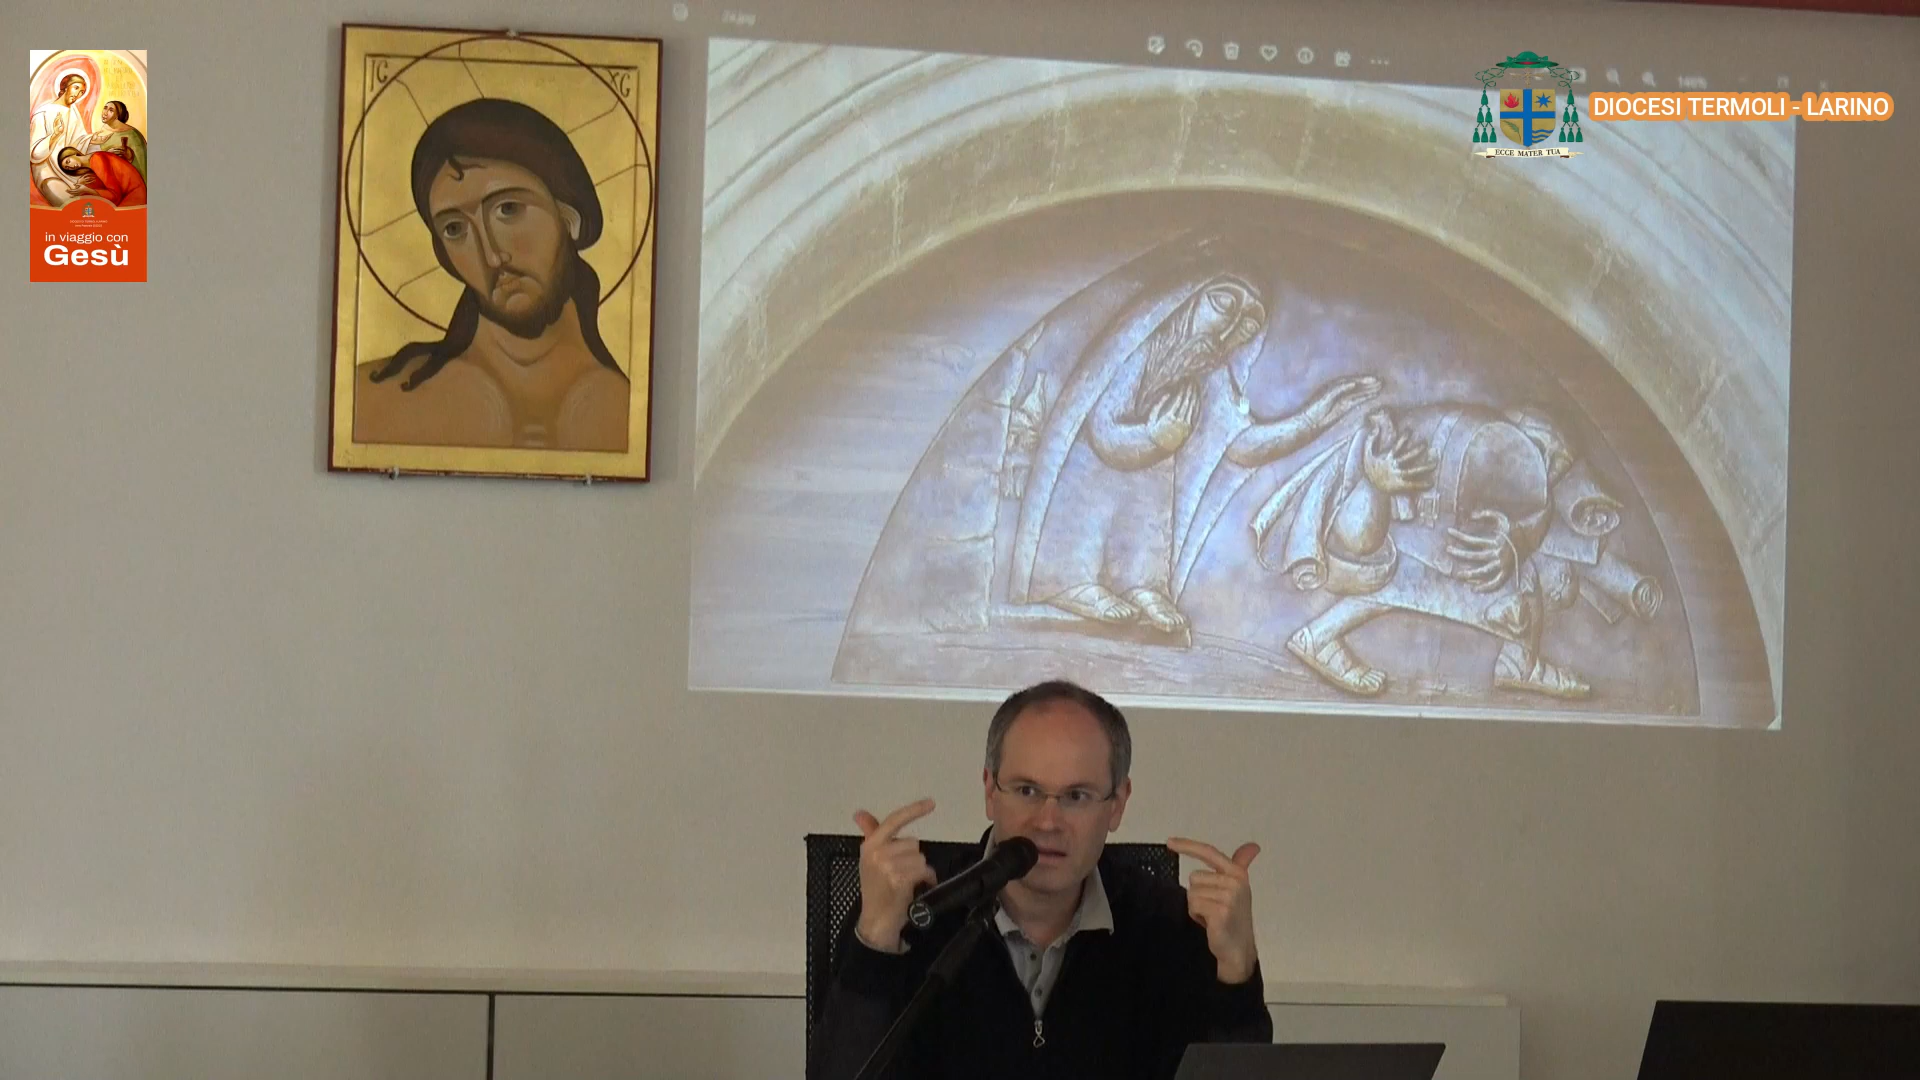 in viaggio con
Gesù
IC
XC
DIOCESI TERMOLI - LARINO
ECCE MATER TUA